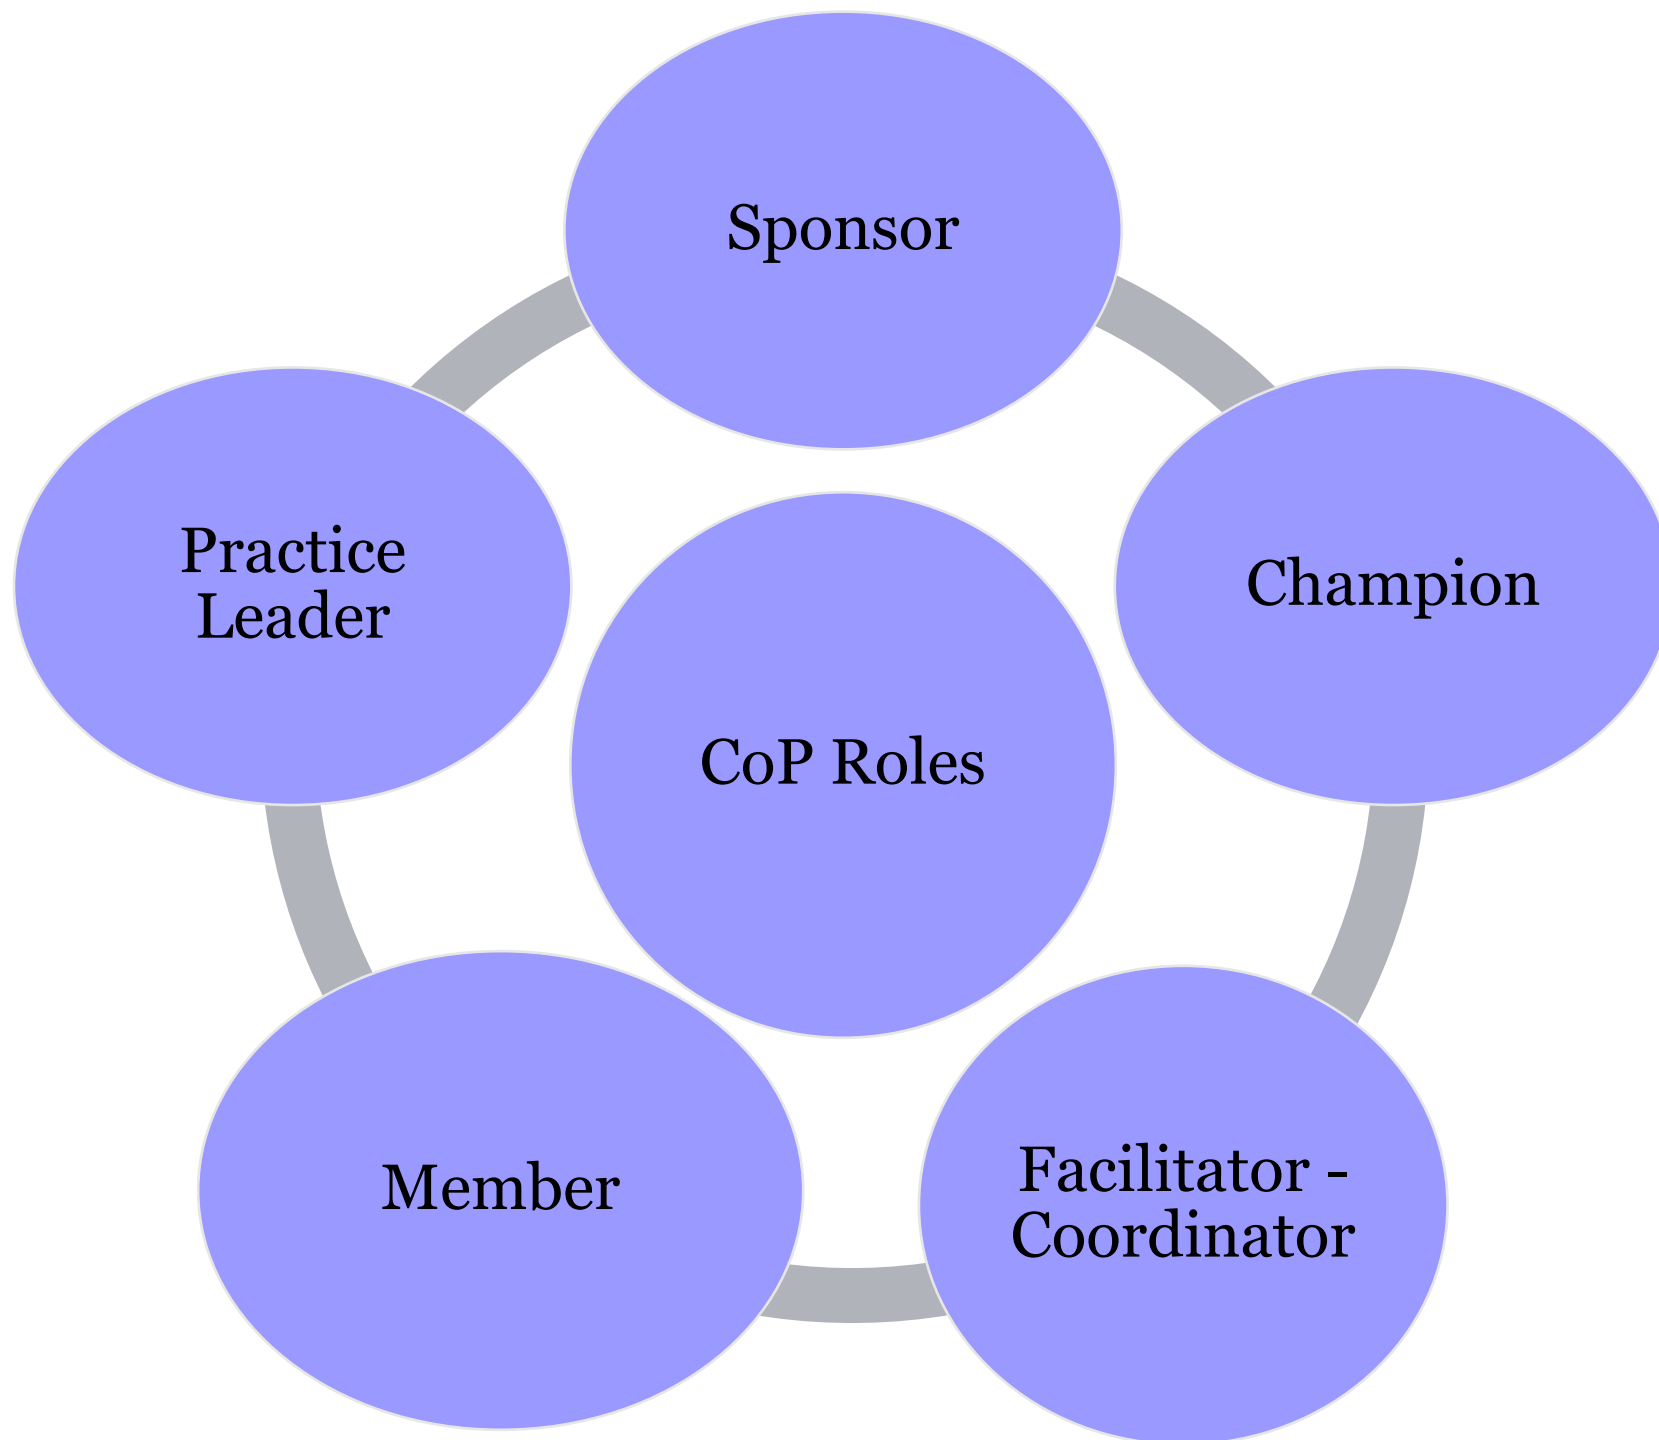 Sponsor
Champion
Practice
Leader
CoP Roles
Member
Facilitator -
Coordinator